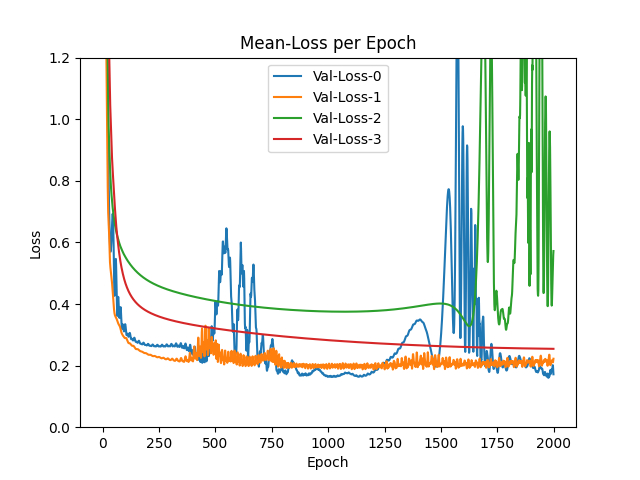 Mean-Loss per Epoch
Val-Loss-0
Val-Loss-1
Val-Loss-2
Val-Loss-3
Loss
1.2
1.0
0.8
0.6
0.4
0.2
0.0
0 250 500 750 1000 1250 1500 1750 2000
Epoch